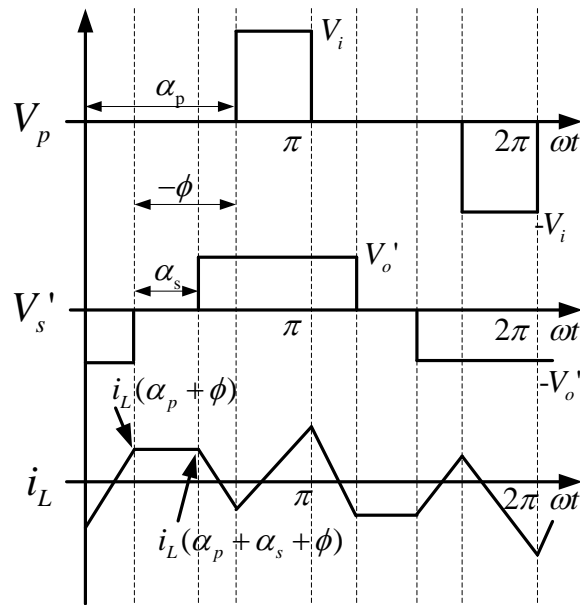 V_i
α_p
V_p
π
2π
ωt
-V_i
−ϕ
V_o'
α_s
V_s'
π
2π
ωt
-V_o'
i_L(α_p + ϕ)
i_L
π
2π
ωt
i_L(α_p + α_s + ϕ)